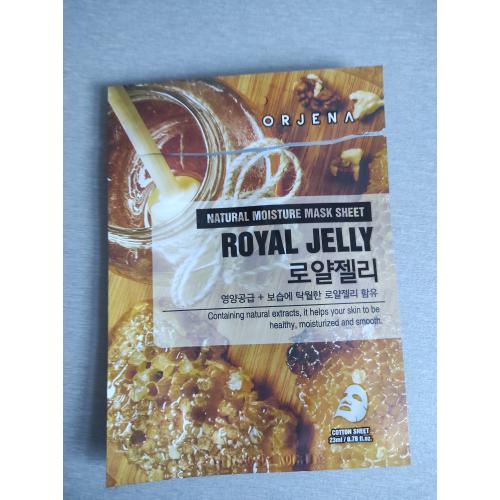 ORJENA
NATURAL MOISTURE MASK SHEET
ROYAL JELLY
로얄젤리
영양공급 + 보습에 탁월한 로얄젤리 함유
Containing natural extracts, it helps your skin to be
healthy, moisturized and smooth.
COTTON SHEET
23ml / 0.78 fl.oz.